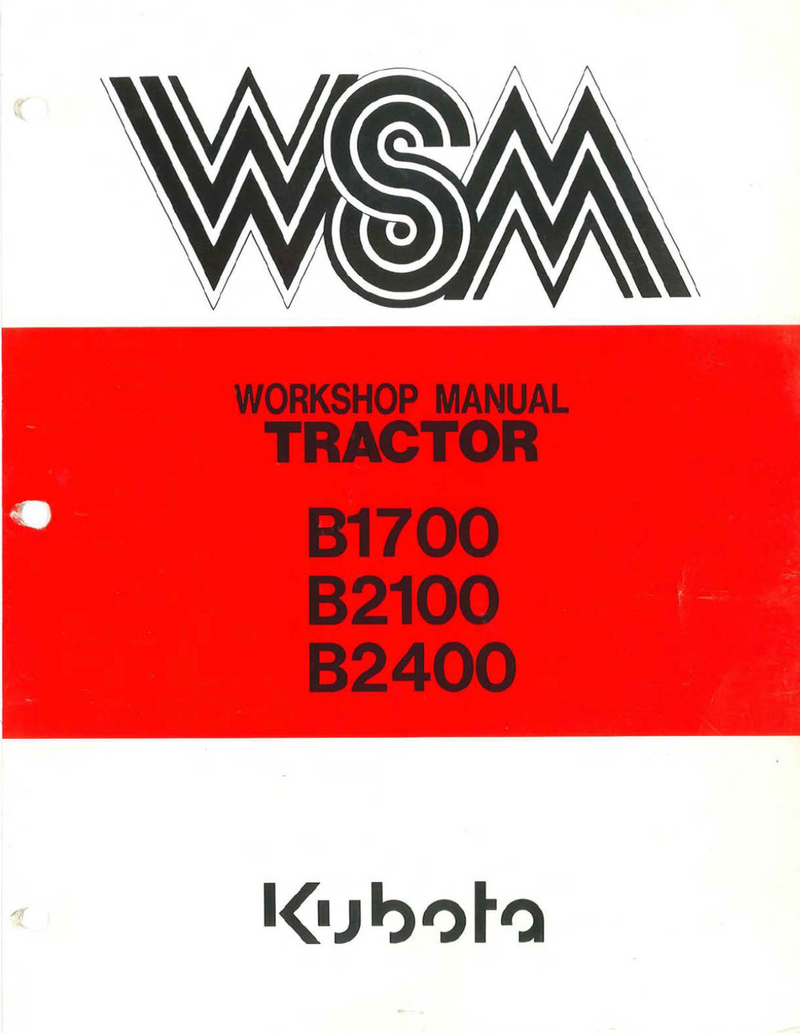 WSM
WORKSHOP MANUAL
TRACTOR
B1700
B2100
B2400
Kubota